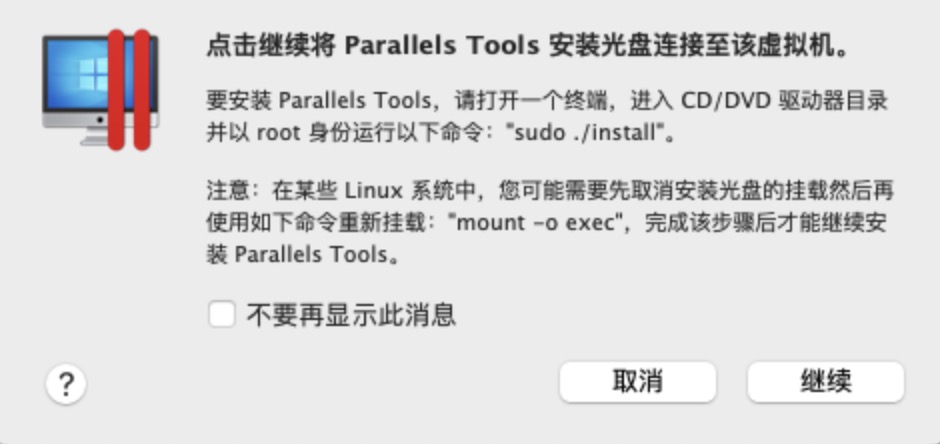 点击继续将 Parallels Tools 安装光盘连接至该虚拟机。
要安装 Parallels Tools，请打开一个终端，进入 CD/DVD 驱动器目录
并以 root 身份运行以下命令："sudo ./install"。
注意：在某些 Linux 系统中，您可能需要先取消安装光盘的挂载然后再
使用如下命令重新挂载："mount -o exec"，完成该步骤后才能继续安
装 Parallels Tools。
不要再显示此消息
?
取消
继续